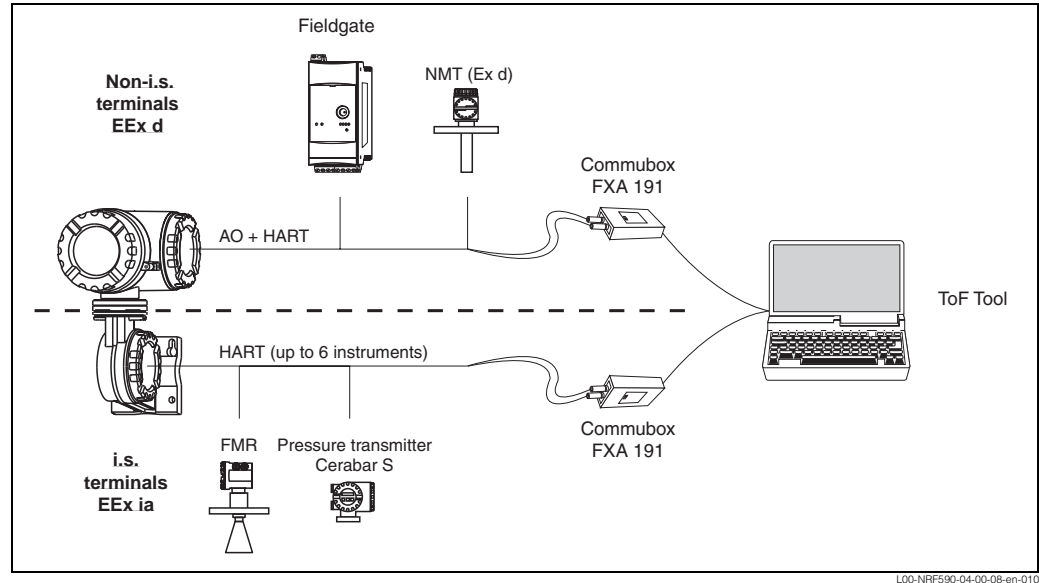 Fieldgate
Non-i.s.
terminals
EEx d
NMT (Ex d)
Commubox
FXA 191
AO + HART
ToF Tool
HART (up to 6 instruments)
Commubox
FXA 191
FMR
Pressure transmitter
Cerabar S
i.s.
terminals
EEx ia
L00-NRF590-04-00-08-en-010